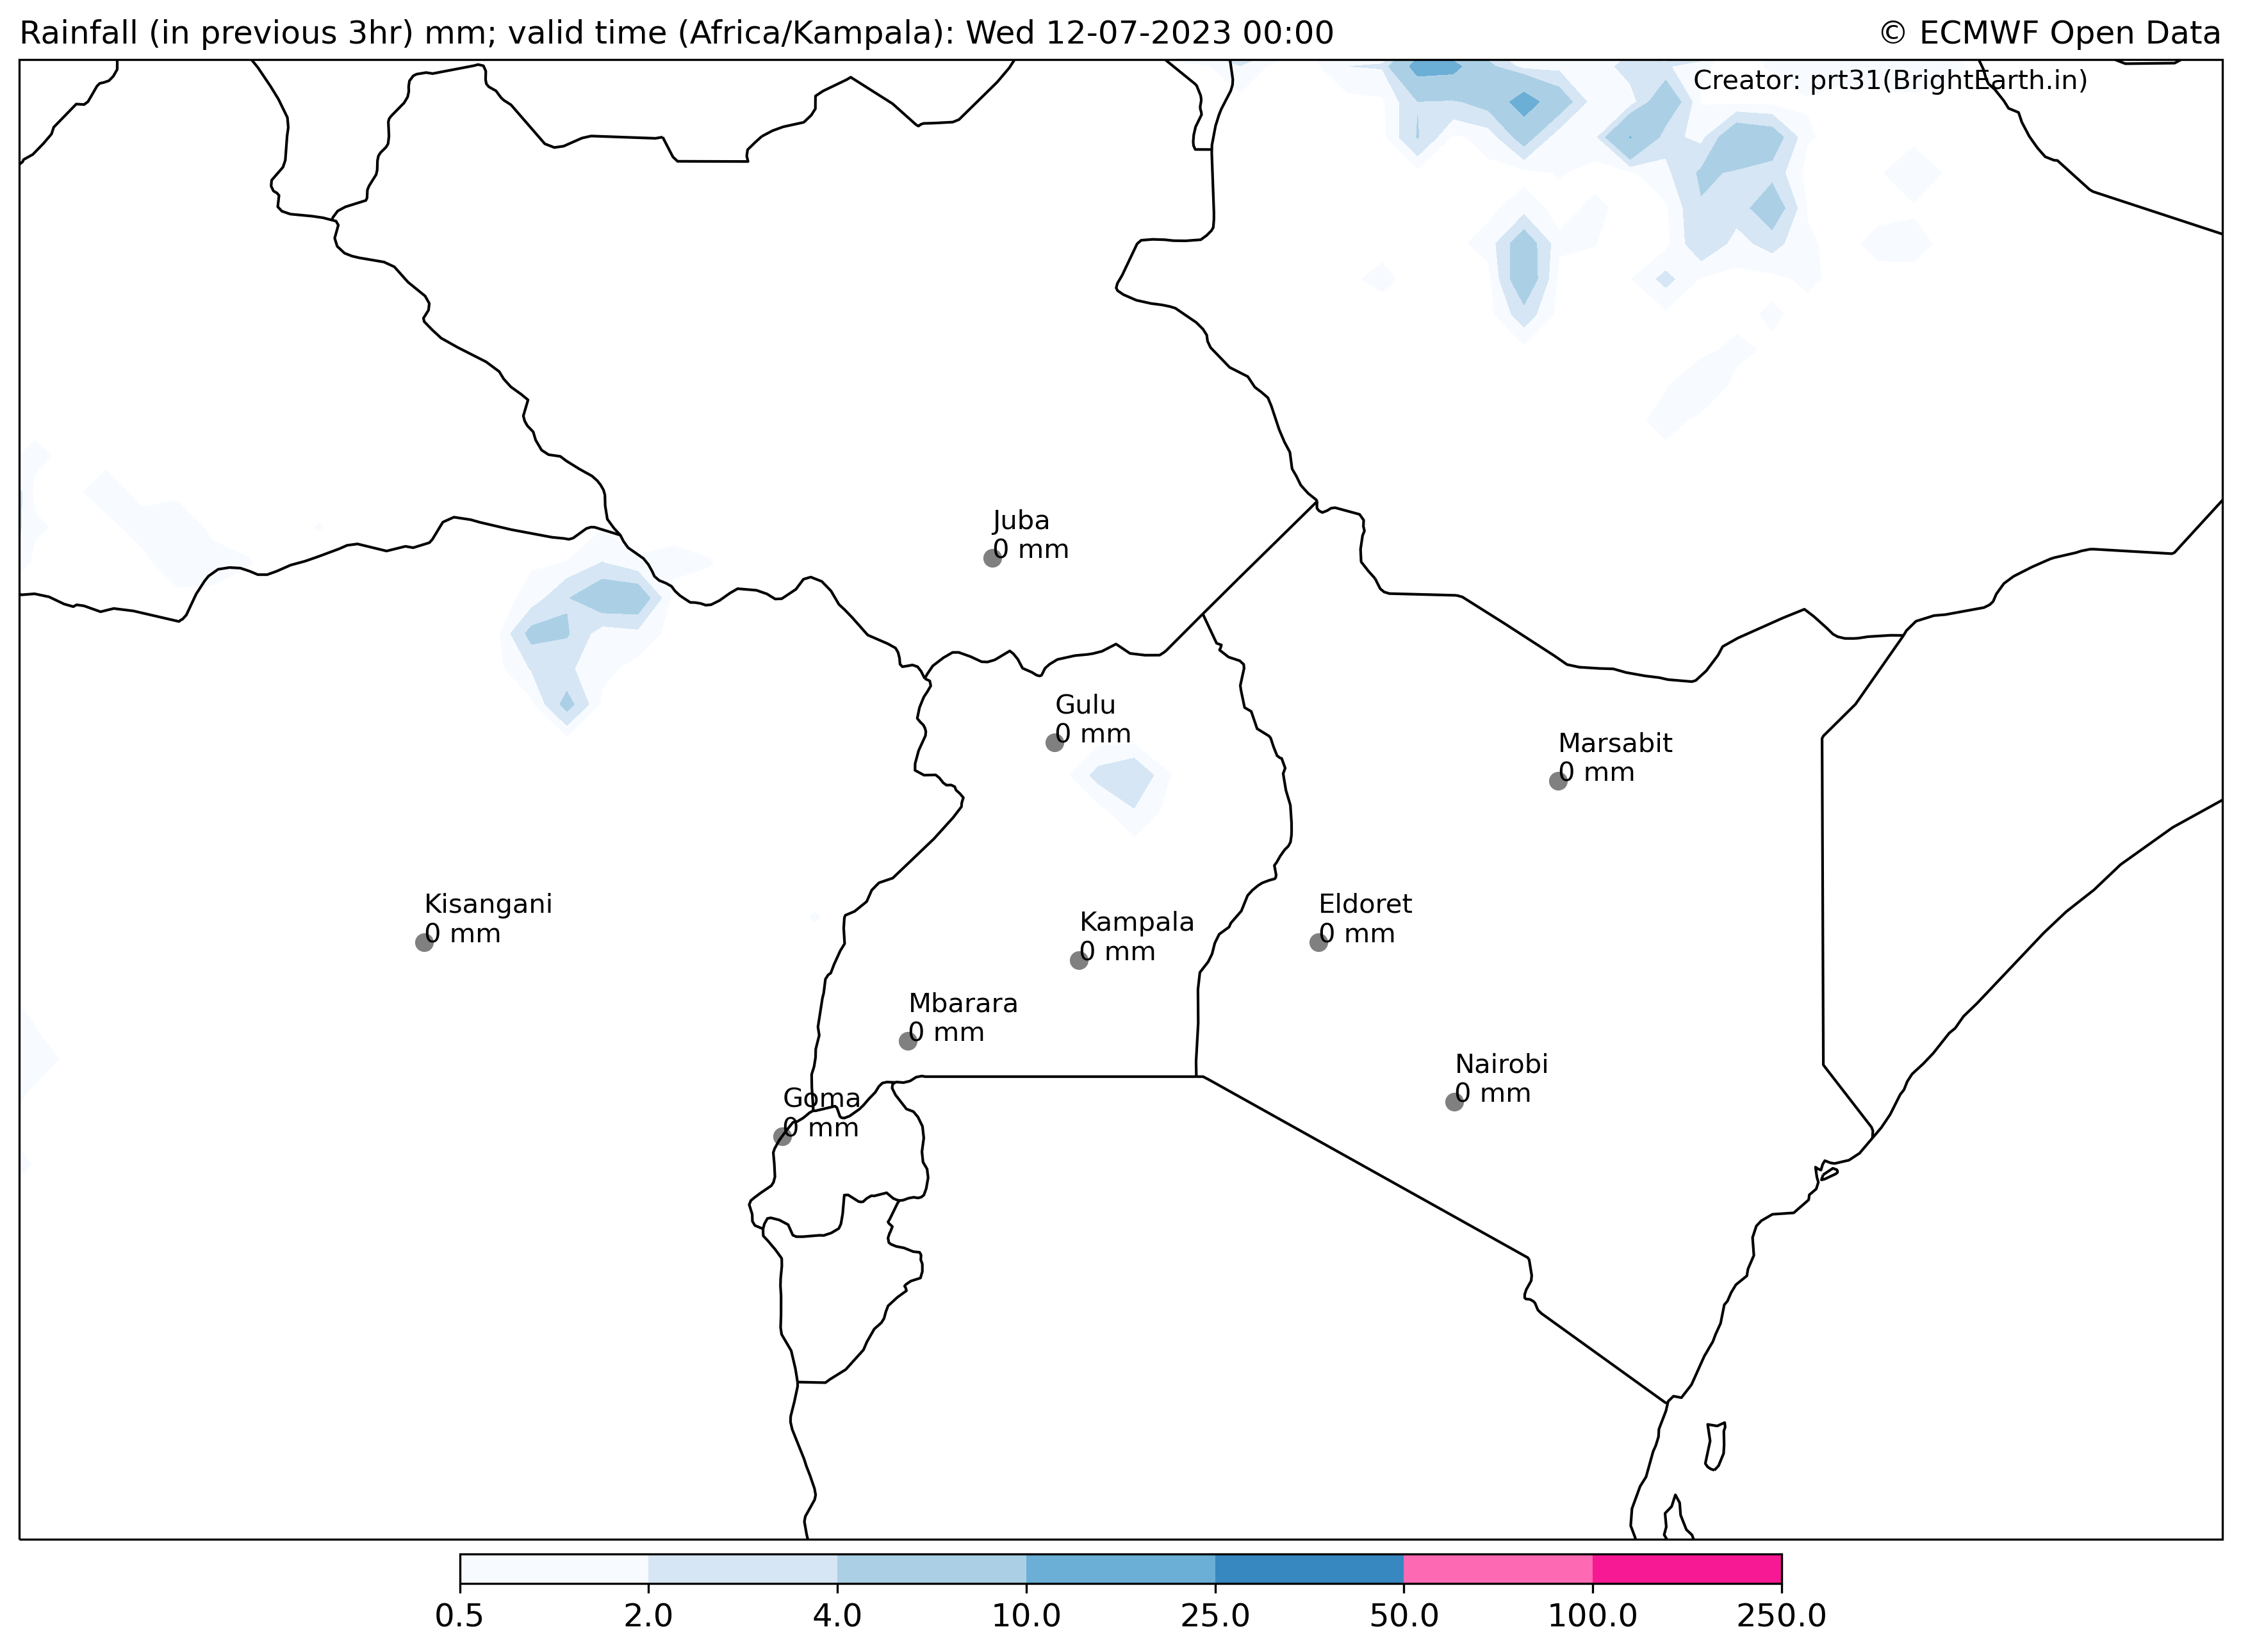 Rainfall (in previous 3hr) mm; valid time (Africa/Kampala): Wed 12-07-2023 00:00
© ECMWF Open Data
Creator: prt31(BrightEarth.in)
Juba
0 mm
Gulu
0 mm
Marsabit
0 mm
Kisangani
0 mm
Kampala
0 mm
Eldoret
0 mm
Mbarara
0 mm
Nairobi
0 mm
Goma
0 mm
0.5 2.0 4.0 10.0 25.0 50.0 100.0 250.0